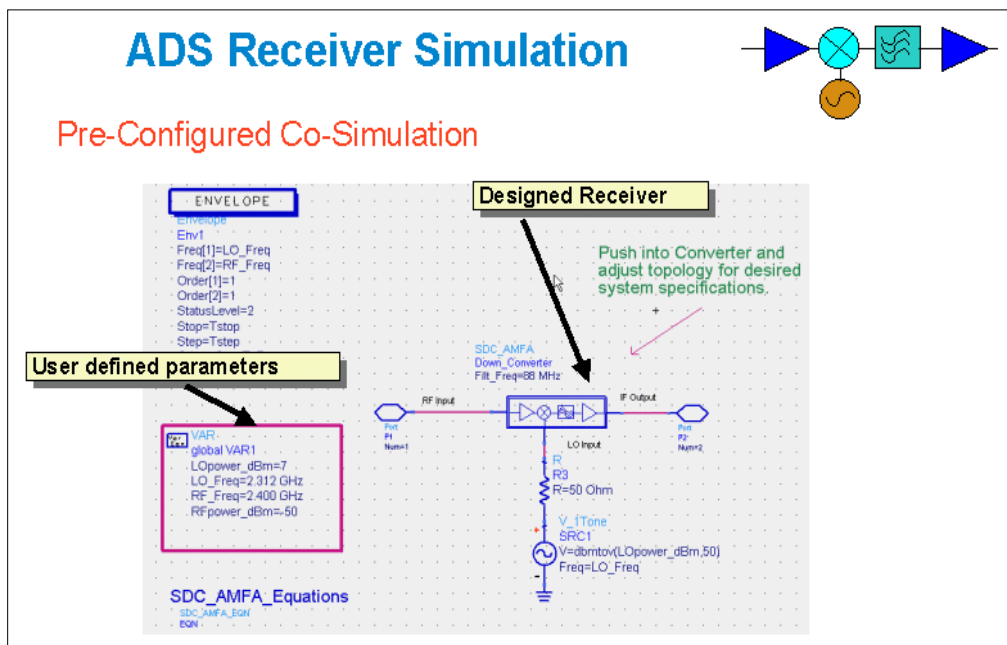 ADS Receiver Simulation
Pre-Configured Co-Simulation
ENVELOPE
Envelope
Env1
Freq[1]=LO_Freq
Freq[2]=RF_Freq
Order[1]=1
Order[2]=1
StatusLevel=2
Stop=Tstop
Step=Tstep
Designed Receiver
Push into Converter and
adjust topology for desired
system specifications.
User defined parameters
VAR
global VAR1
LOpower_dBm=7
LO_Freq=2.312 GHz
RF_Freq=2.400 GHz
RFpower_dBm=-50
SDC_AMFA
Down_Converter
Filt_Freq=88 MHz
RF Input
IF Output
LO Input
Port
P1
Num=1
Port
P2
Num=2
R
R3
R=50 Ohm
V_1Tone
SRC1
V=dbmtov(LOpower_dBm,50)
Freq=LO_Freq
SDC_AMFA_Equations
SDC_AMFA_EQN
EQN